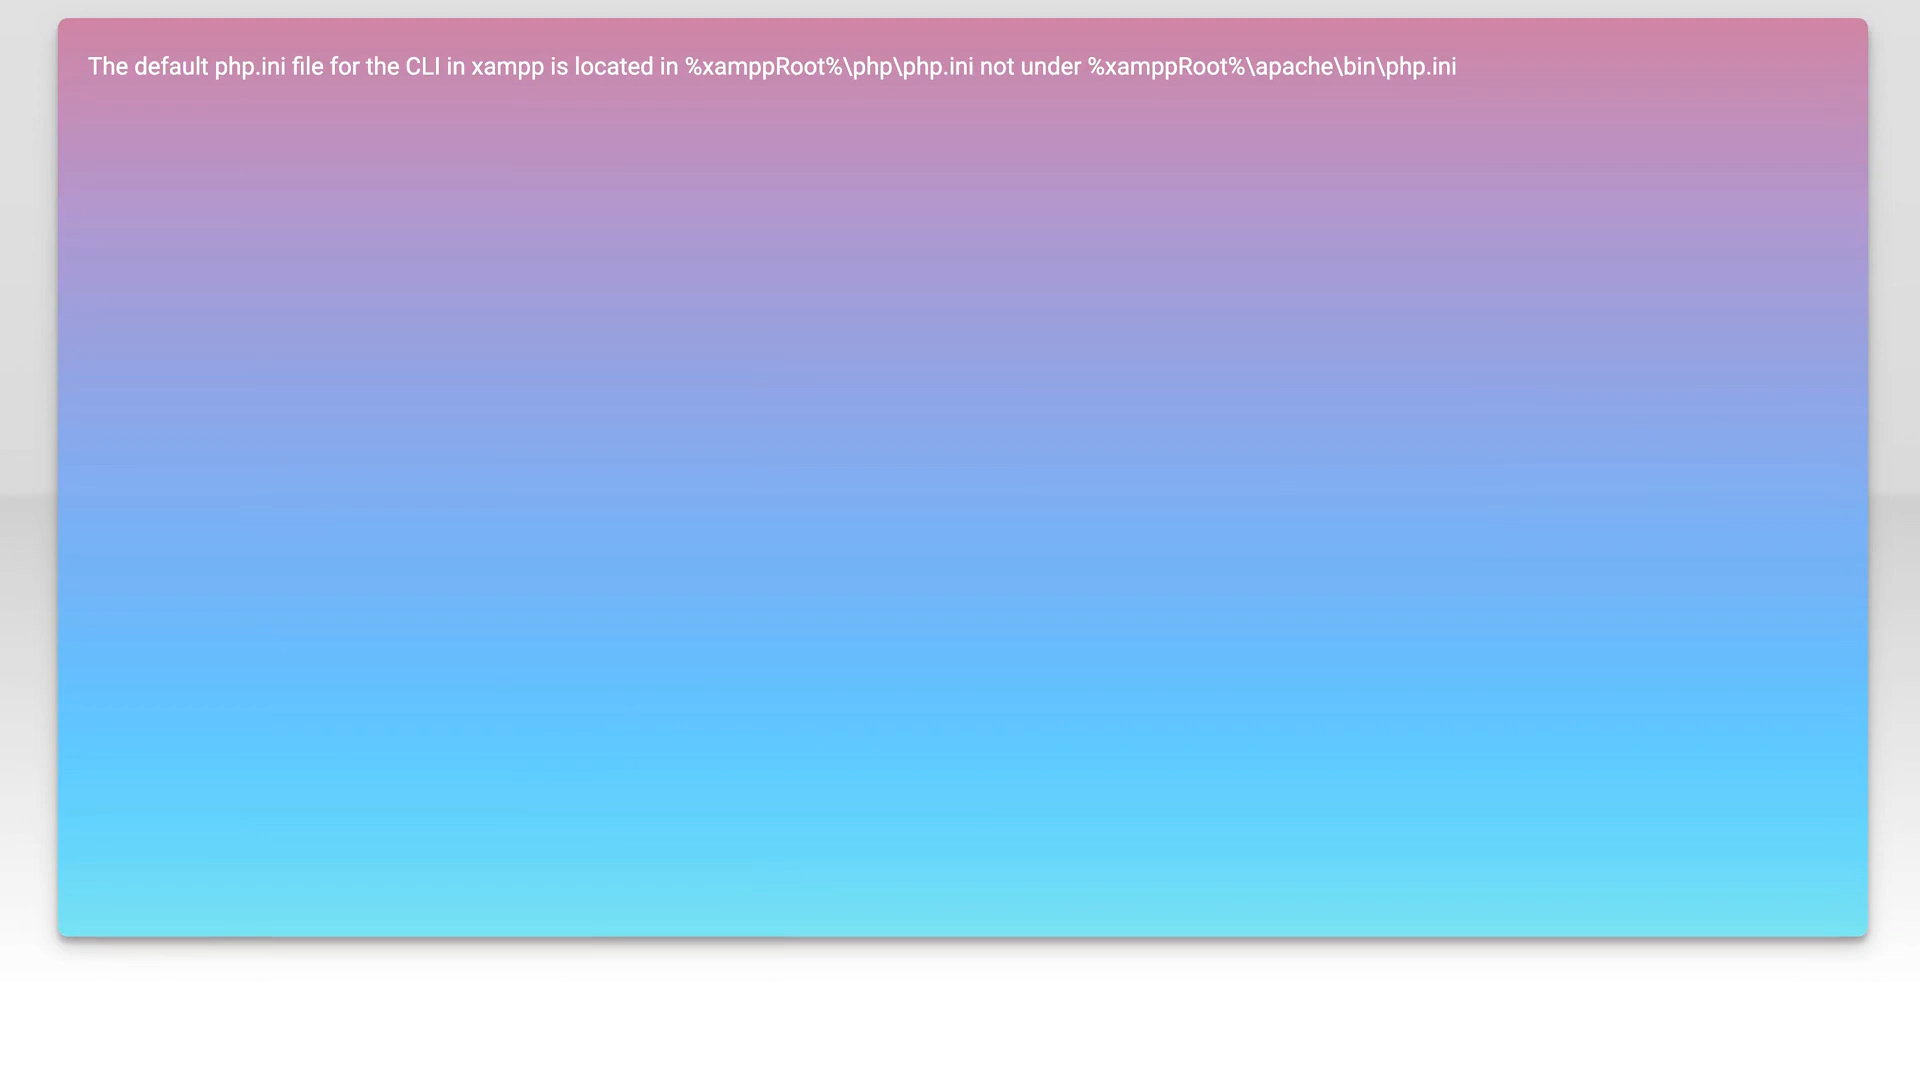 The default php.ini file for the CLI in xampp is located in %xamppRoot%\php\php.ini not under %xamppRoot%\apache\bin\php.ini